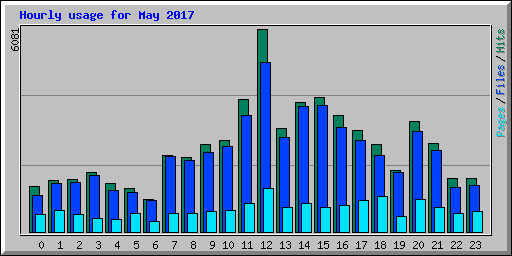 Hourly usage for May 2017
6081
Pages / Files / Hits
0 1 2 3 4 5 6 7 8 9 10 11 12 13 14 15 16 17 18 19 20 21 22 23